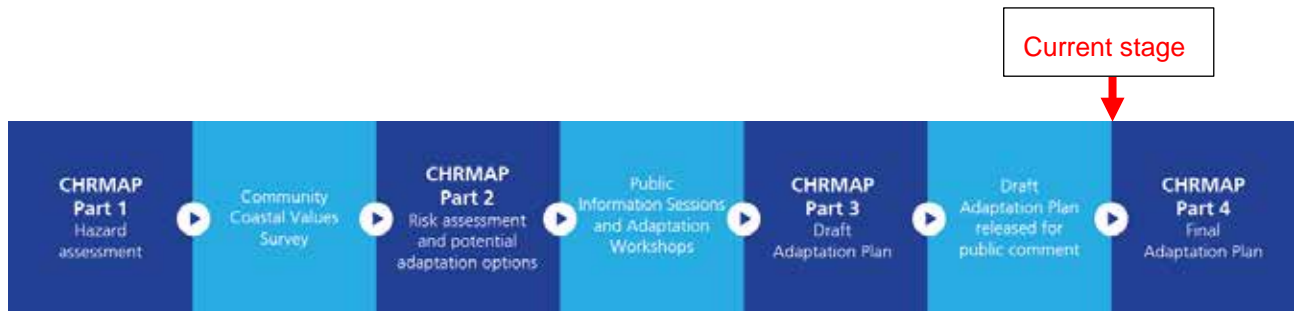 Current stage
CHRMAP
Part 1
Hazard
assessment
Community
Coastal Values
Survey
CHRMAP
Part 2
Risk assessment
and potential
adaptation options
Public
Information Sessions
and Adaptation
Workshops
CHRMAP
Part 3
Draft
Adaptation Plan
Draft
Adaptation Plan
released for
public comment
CHRMAP
Part 4
Final
Adaptation Plan